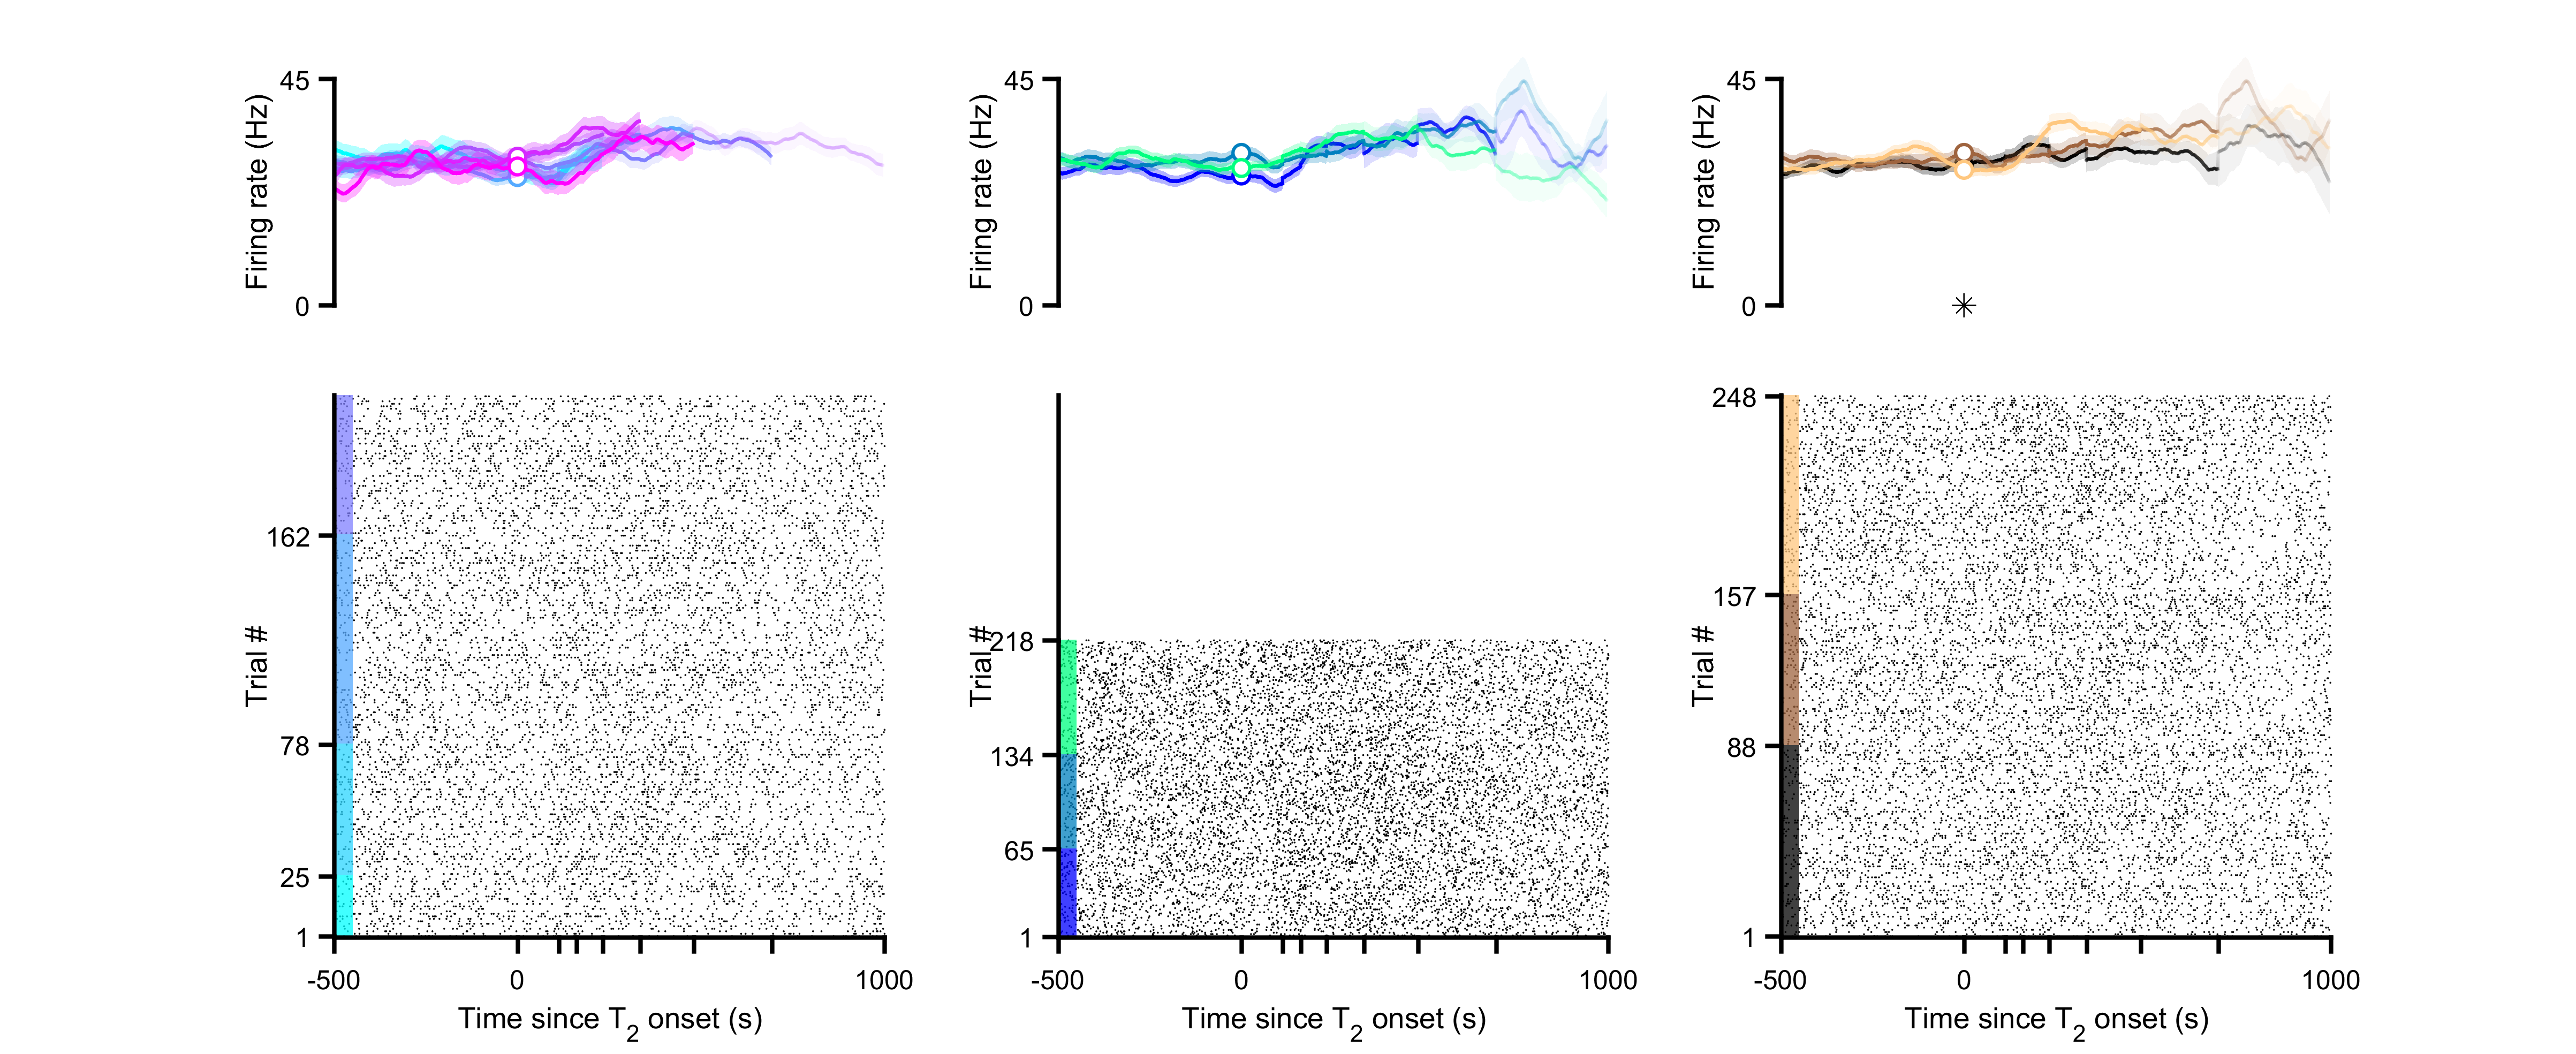 45
Firing rate (Hz)
0
45
Firing rate (Hz)
0
45
Firing rate (Hz)
0
162
78
25
1
Trial #
-500 0 1000
Time since T2 onset (s)
218
134
65
1
Trial #
-500 0 1000
Time since T2 onset (s)
248
157
88
1
Trial #
-500 0 1000
Time since T2 onset (s)